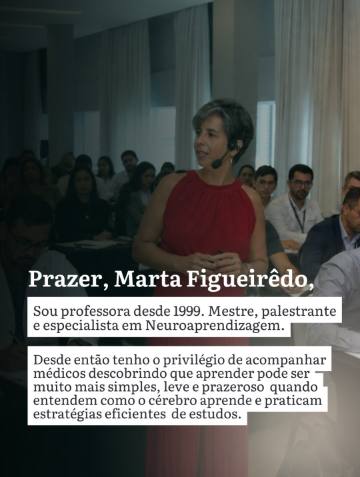 Prazer, Marta Figueirêdo,
Sou professora desde 1999. Mestre, palestrante
e especialista em Neuroaprendizagem.
Desde então tenho o privilégio de acompanhar
médicos descobrindo que aprender pode ser
muito mais simples, leve e prazeroso quando
entendem como o cérebro aprende e praticam
estratégias eficientes de estudos.